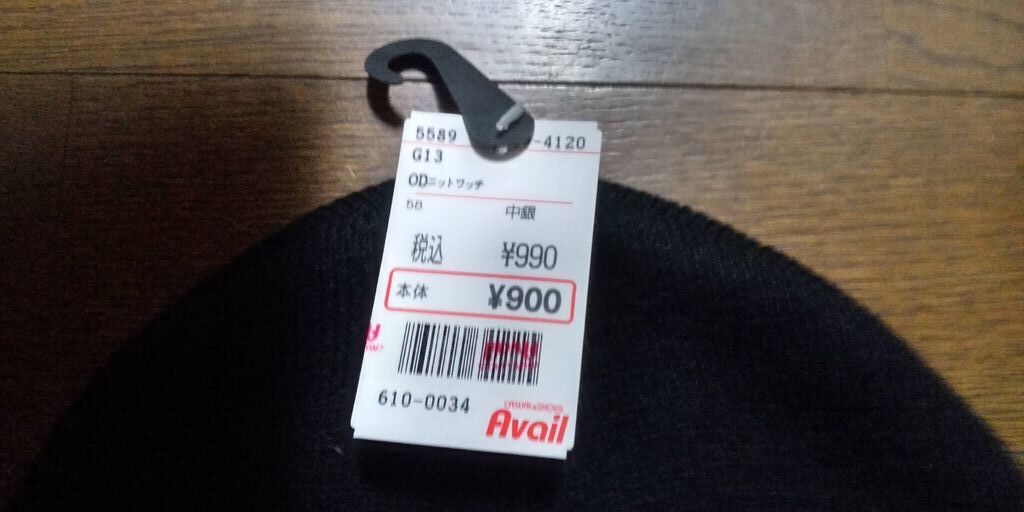 5589 -4120
G13
ODニットワッチ
58 中銀
税込 ¥990
本体 ¥900
610-0034
CASUAL&SHOES
Avail